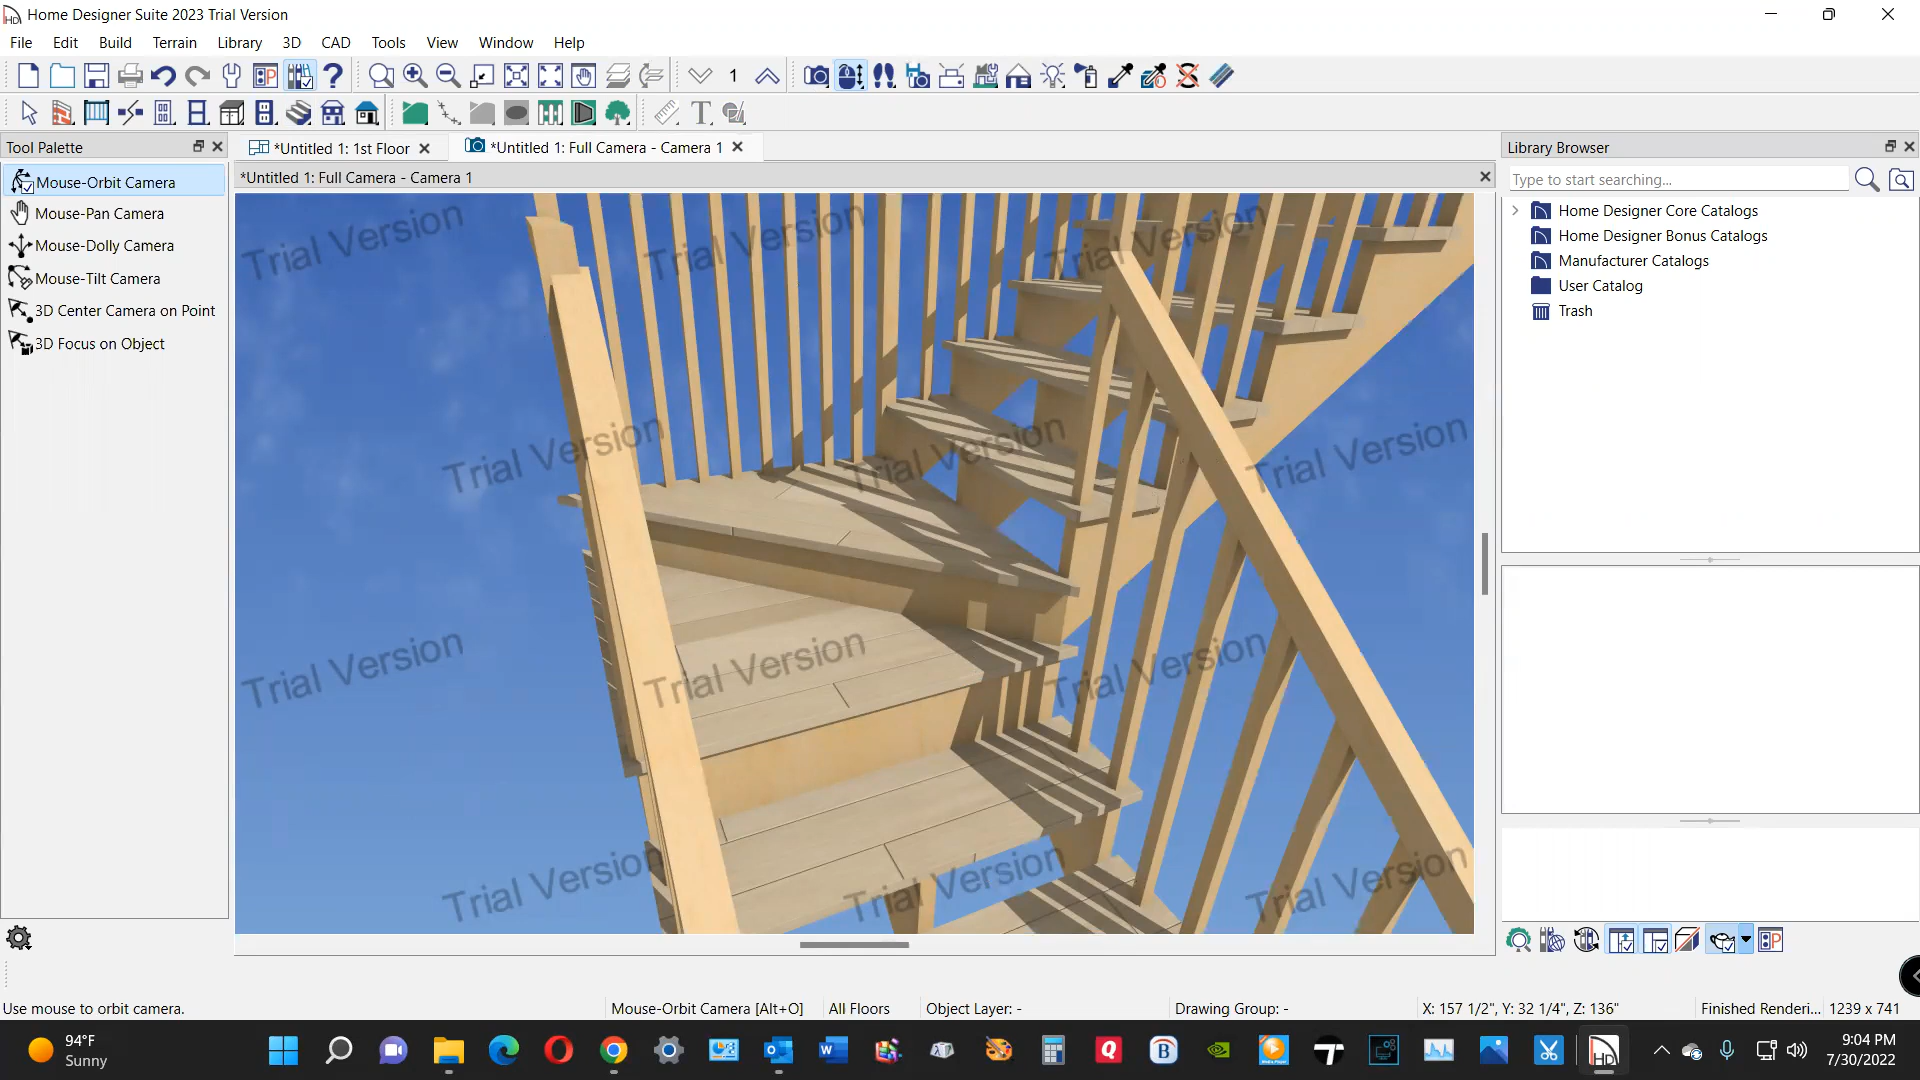 Home Designer Suite 2023 Trial Version
File Edit Build Terrain Library 3D CAD Tools View Window Help
1
Tool Palette
*Untitled 1: 1st Floor
*Untitled 1: Full Camera - Camera 1
Library Browser
*Untitled 1: Full Camera - Camera 1
Type to start searching...
Mouse-Orbit Camera
Mouse-Pan Camera
Mouse-Dolly Camera
Mouse-Tilt Camera
3D Center Camera on Point
3D Focus on Object
Home Designer Core Catalogs
Home Designer Bonus Catalogs
Manufacturer Catalogs
User Catalog
Trash
Trial Version Trial Version Trial Version
Trial Version Trial Version Trial Version
Trial Version Trial Version Trial Version
Trial Version Trial Version Trial Version
Use mouse to orbit camera.
Mouse-Orbit Camera [Alt+O]
All Floors
Object Layer: -
Drawing Group: -
X: 157 1/2", Y: 32 1/4", Z: 136"
Finished Renderi...
1239 x 741
94°F
Sunny
9:04 PM
7/30/2022